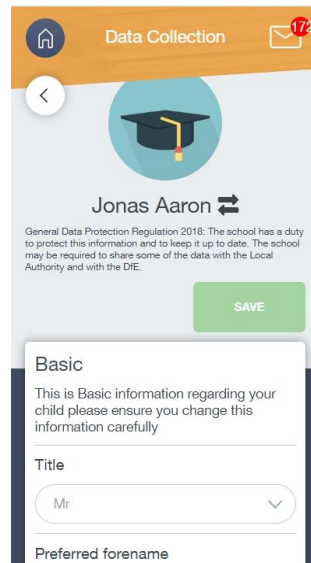 Data Collection
172
Jonas Aaron
General Data Protection Regulation 2018: The school has a duty
to protect this information and to keep it up to date. The school
may be required to share some of the data with the Local
Authority and with the DfE.
SAVE
Basic
This is Basic information regarding your
child please ensure you change this
information carefully
Title
Mr
Preferred forename